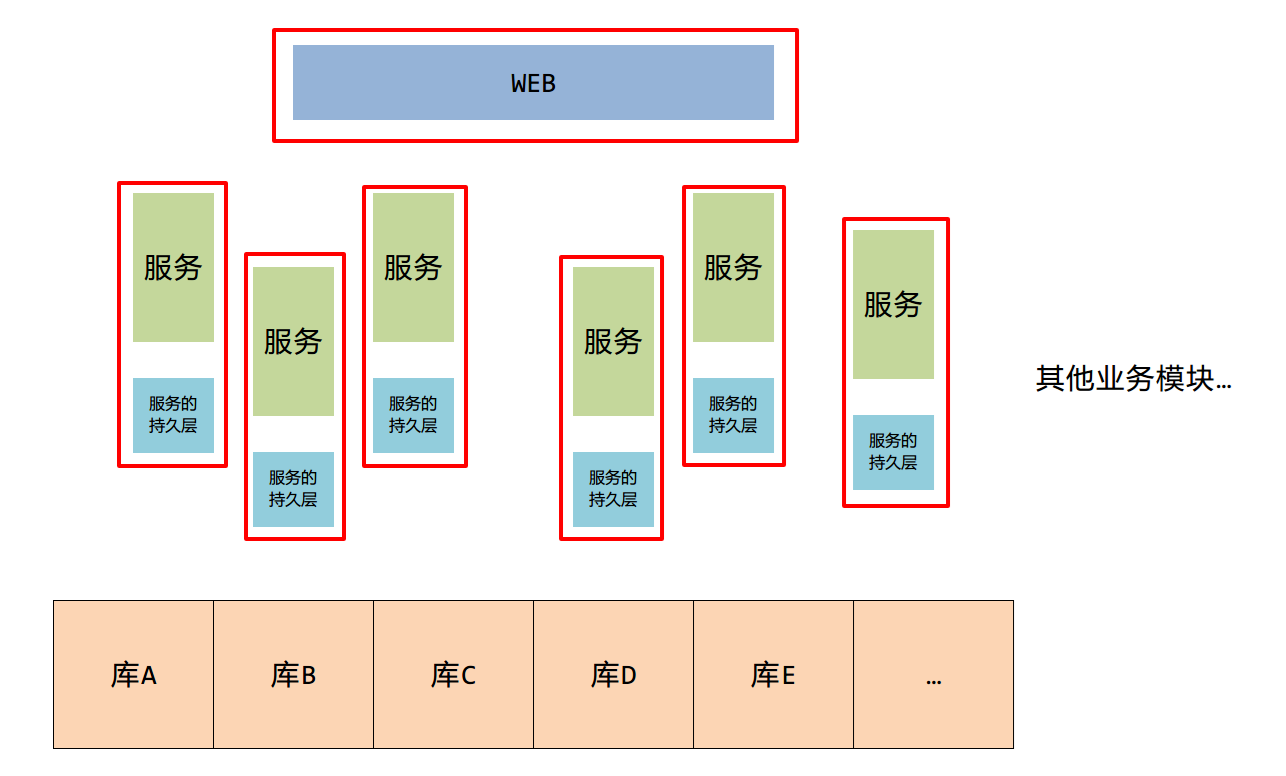 WEB
服务
服务
服务
服务
服务
服务
服务的
持久层
服务的
持久层
服务的
持久层
服务的
持久层
服务的
持久层
服务的
持久层
其他业务模块…
库A
库B
库C
库D
库E
…